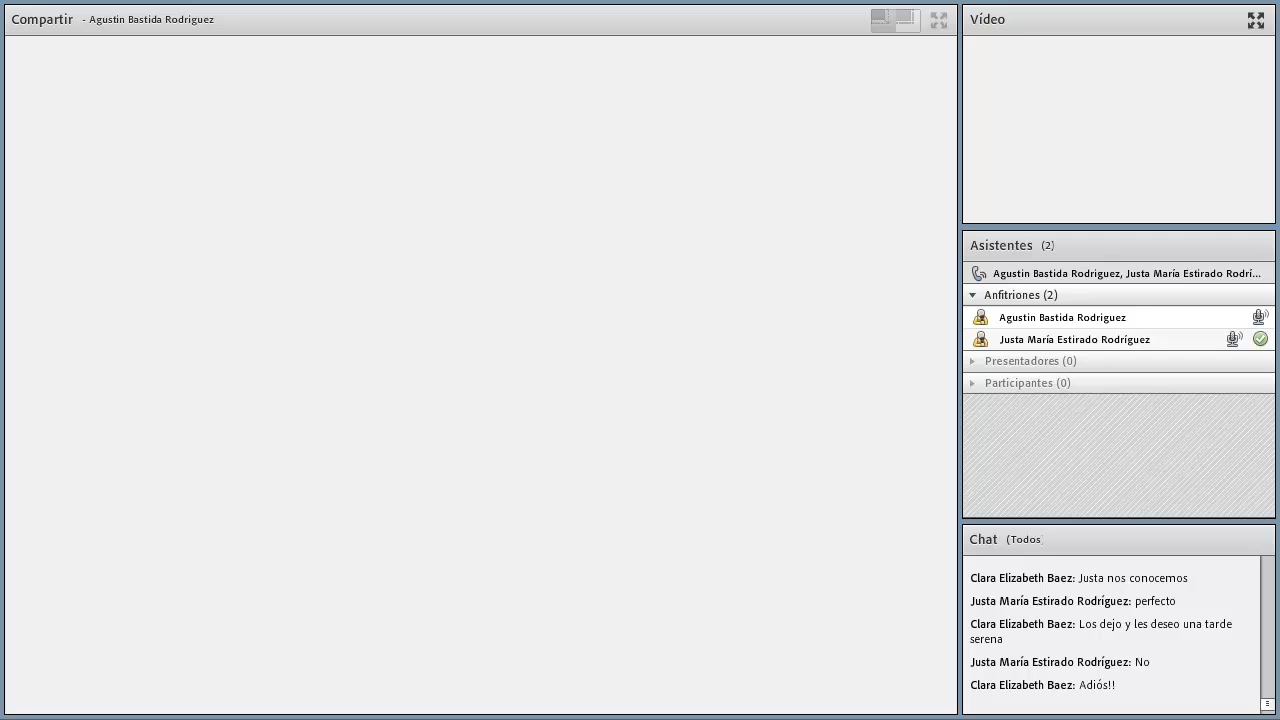 Compartir - Agustin Bastida Rodriguez
Vídeo
Asistentes (2)
Agustin Bastida Rodriguez, Justa María Estirado Rodrí...
Anfitriones (2)
Agustin Bastida Rodriguez
Justa María Estirado Rodríguez
Presentadores (0)
Participantes (0)
Chat (Todos)
Clara Elizabeth Baez: Justa nos conocemos
Justa María Estirado Rodríguez: perfecto
Clara Elizabeth Baez: Los dejo y les deseo una tarde
serena
Justa María Estirado Rodríguez: No
Clara Elizabeth Baez: Adiós!!